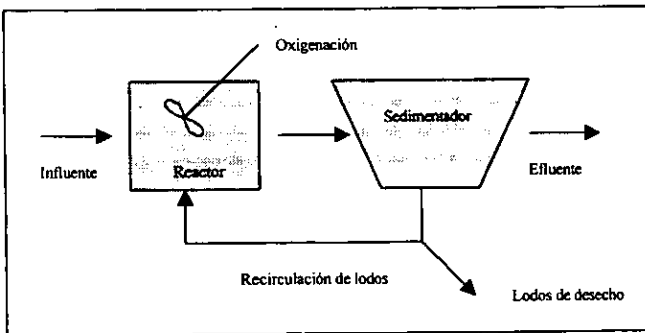 Oxigenación
Sedimentador
Influente
Reactor
Efluente
Recirculación de lodos
Lodos de desecho